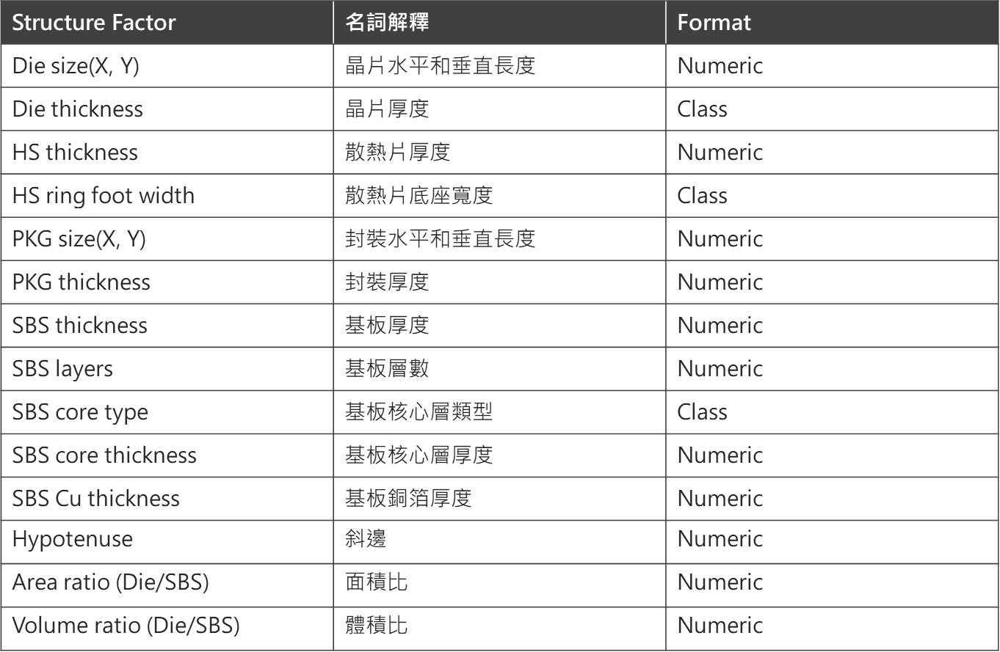 Structure Factor 名詞解釋 Format
Die size(X, Y) 晶片水平和垂直長度 Numeric
Die thickness 晶片厚度 Class
HS thickness 散熱片厚度 Numeric
HS ring foot width 散熱片底座寬度 Class
PKG size(X, Y) 封裝水平和垂直長度 Numeric
PKG thickness 封裝厚度 Numeric
SBS thickness 基板厚度 Numeric
SBS layers 基板層數 Numeric
SBS core type 基板核心層類型 Class
SBS core thickness 基板核心層厚度 Numeric
SBS Cu thickness 基板銅箔厚度 Numeric
Hypotenuse 斜邊 Numeric
Area ratio (Die/SBS) 面積比 Numeric
Volume ratio (Die/SBS) 體積比 Numeric